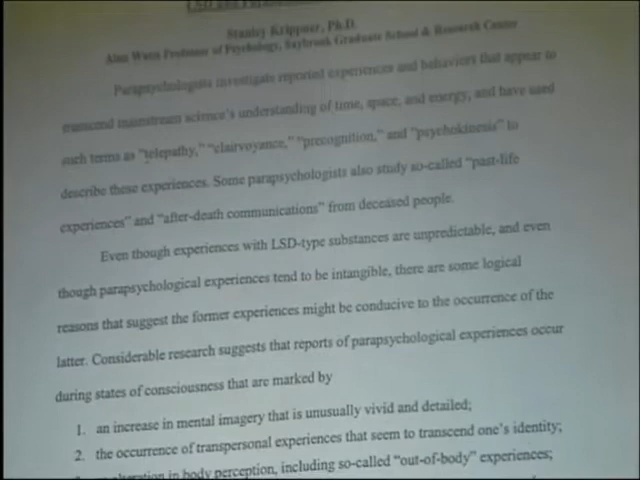 LSD and
Stanley Krippner, Ph.D.
Alan Watts Professor of Psychology, Saybrook Graduate School & Research Center
Parapsychologists investigate reported experiences and behaviors that appear to
transcend mainstream science's understanding of time, space, and energy, and have used
such terms as "telepathy," "clairvoyance," "precognition," and "psychokinesis" to
describe these experiences. Some parapsychologists also study so-called "past-life
experiences" and "after-death communications" from deceased people.
Even though experiences with LSD-type substances are unpredictable, and even
though parapsychological experiences tend to be intangible, there are some logical
reasons that suggest the former experiences might be conducive to the occurrence of the
latter. Considerable research suggests that reports of parapsychological experiences occur
during states of consciousness that are marked by
1. an increase in mental imagery that is unusually vivid and detailed;
2. the occurrence of transpersonal experiences that seem to transcend one's identity;
alteration in body perception, including so-called "out-of-body" experiences;